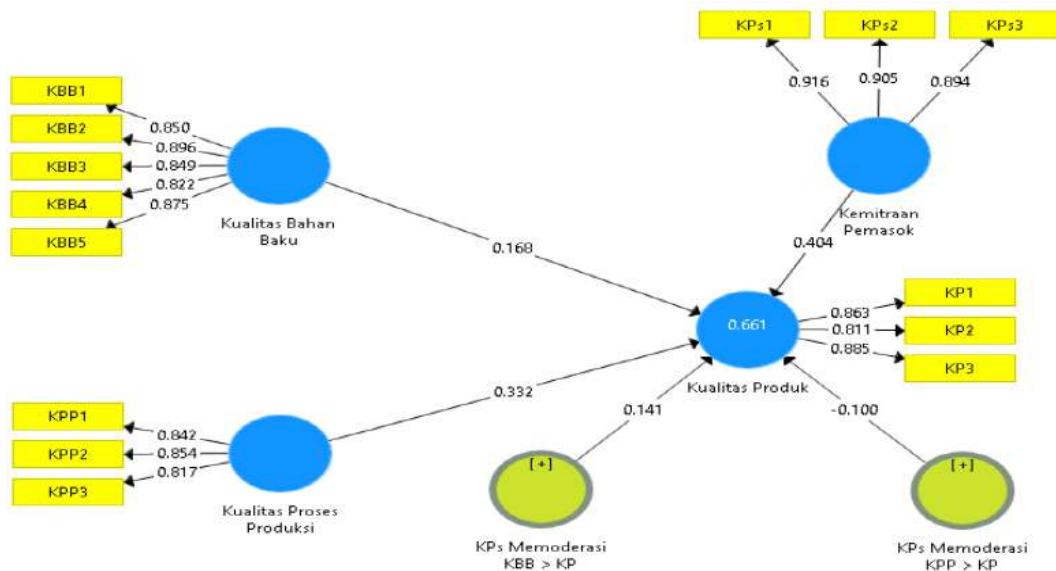 KPs1
KPs2
KPs3
0.916
0.905
0.894
Kemitraan
Pemasok
KBB1
KBB2
KBB3
KBB4
KBB5
0.850
0.896
0.849
0.822
0.875
Kualitas Bahan
Baku
0.168
0.404
0.661
Kualitas Produk
0.863
0.811
0.885
KP1
KP2
KP3
KPP1
KPP2
KPP3
0.842
0.854
0.817
Kualitas Proses
Produksi
0.332
0.141
-0.100
[+]
KPs Memoderasi
KBB > KP
[+]
KPs Memoderasi
KPP > KP